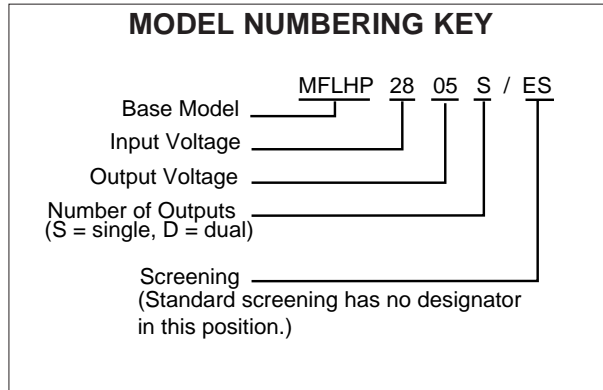 MODEL NUMBERING KEY
MFLHP 28 05 S / ES
Base Model
Input Voltage
Output Voltage
Number of Outputs
(S = single, D = dual)
Screening
(Standard screening has no designator
in this position.)